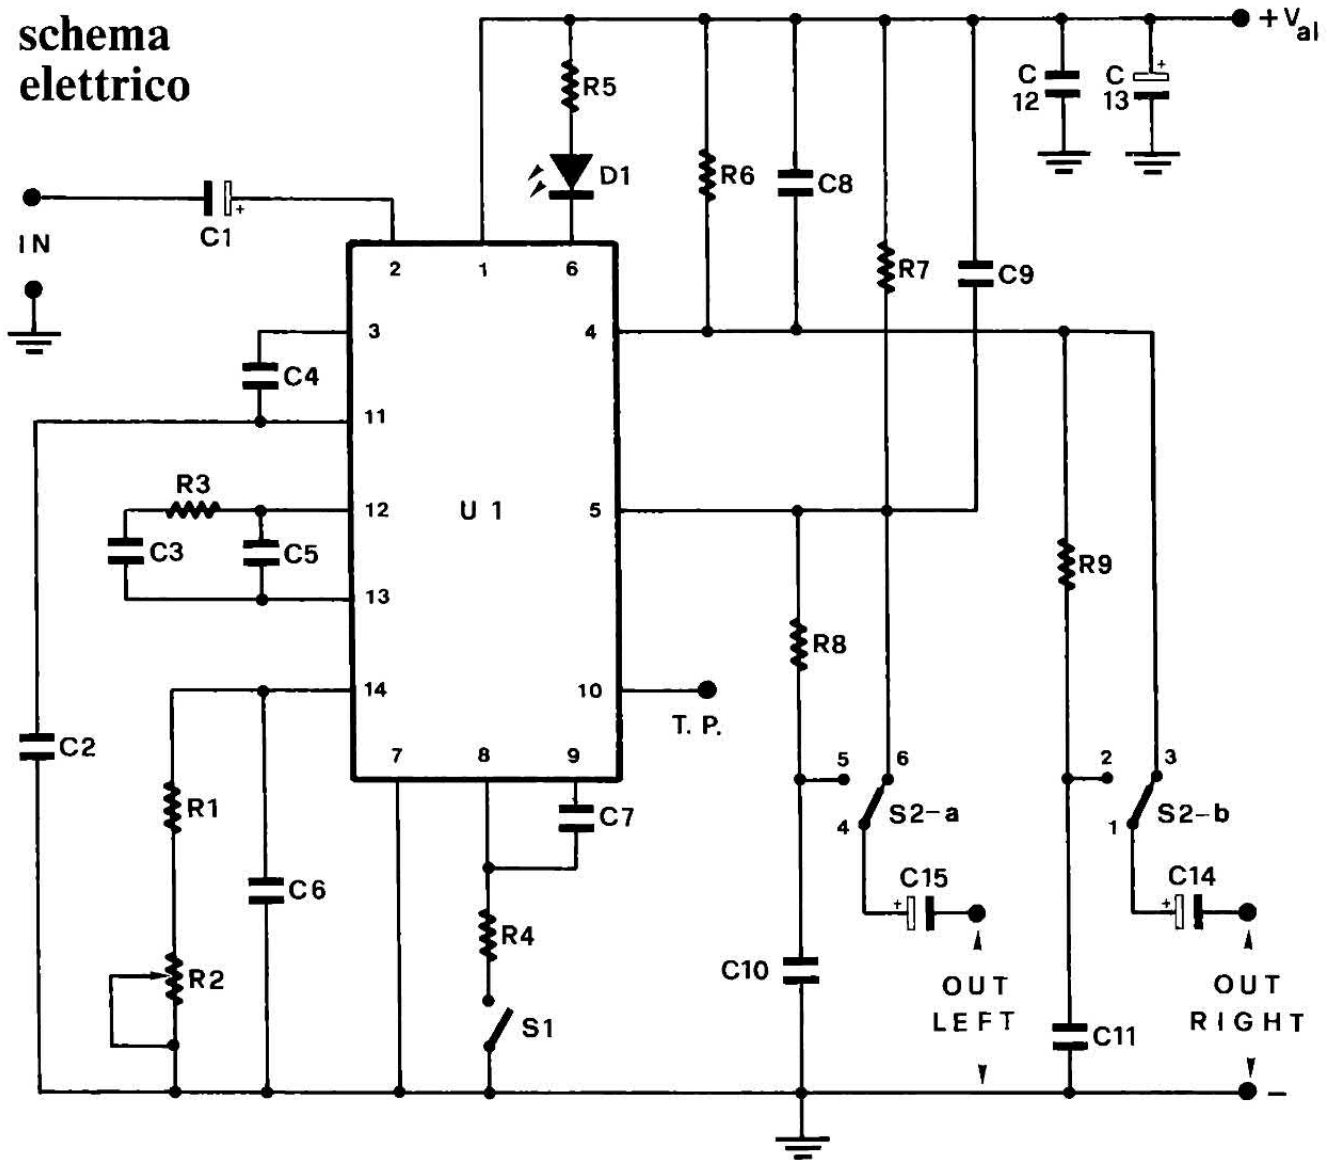 schema
elettrico
+Val
R5
C
12
C
13
+
D1
R6
C8
IN
C1
+
R7
C9
2
1
6
3
4
C4
11
R3
12
U 1
5
C3
C5
R9
13
R8
14
10
T. P.
C2
7
8
9
5
6
2
3
R1
C7
4
S2-a
1
S2-b
C6
C15
+
C14
+
R4
R2
C10
OUT
LEFT
OUT
RIGHT
S1
C11
−